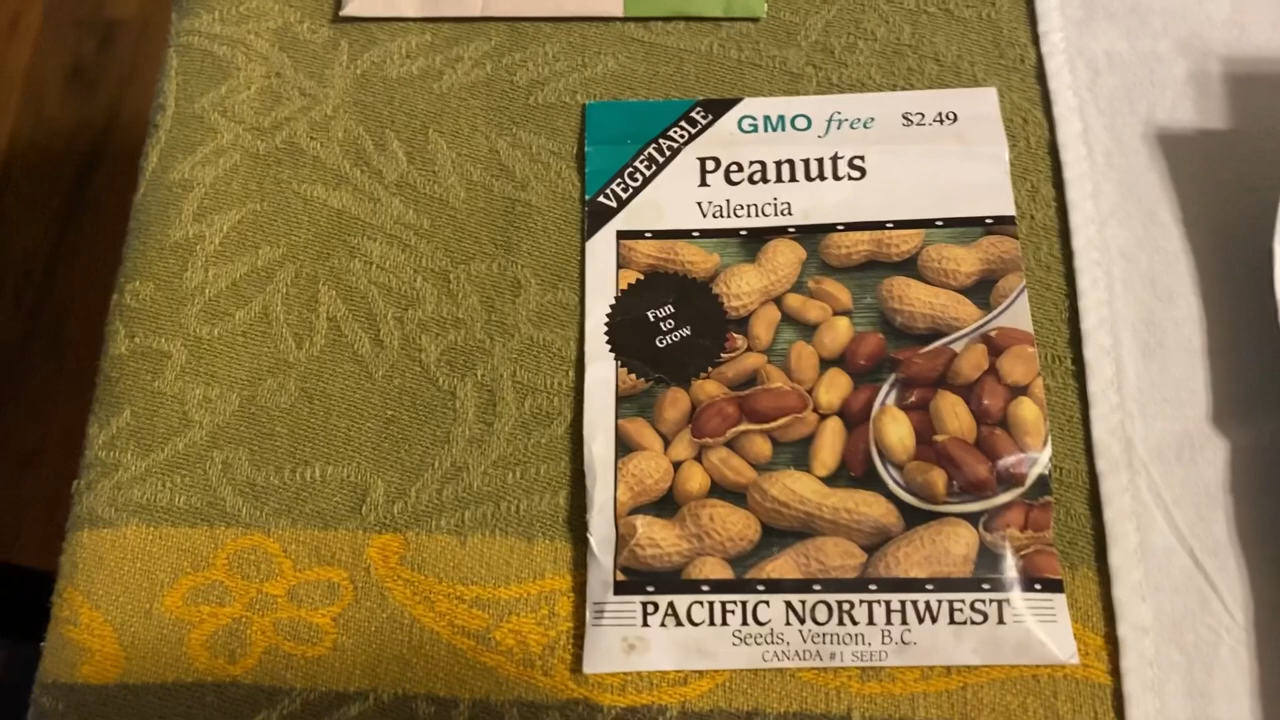 VEGETABLE
GMO free $2.49
Peanuts
Valencia
Fun
to
Grow
PACIFIC NORTHWEST
Seeds, Vernon, B.C.
CANADA #1 SEED